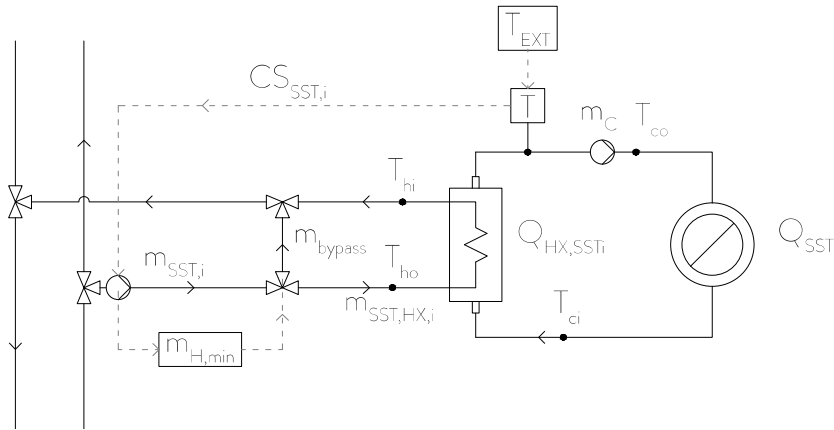 T_EXT
CS_SST,i
T
m_C
T_co
T_hi
m_bypass
Q_HX,SSTi
Q_SST
m_SST,i
T_ho
m_SST,HX,i
T_ci
m_H,min